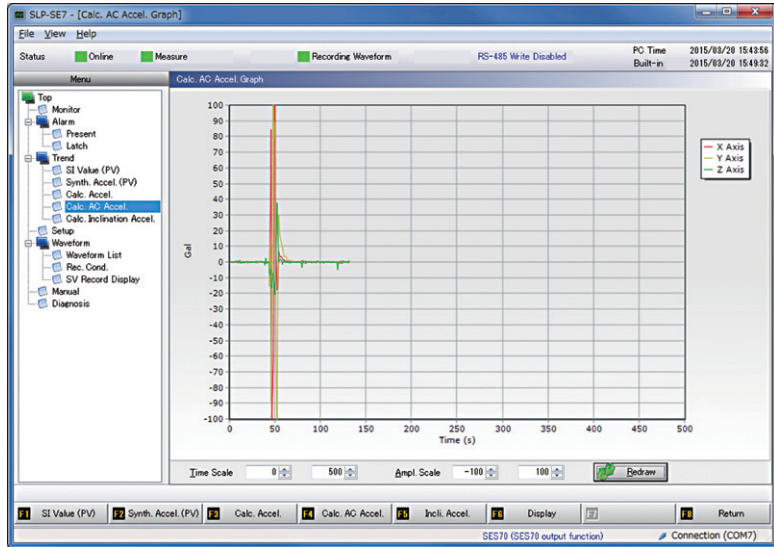 SLP-SE7 - [Calc. AC Accel. Graph]
File View Help
Status Online Measure Recording Waveform RS-485 Write Disabled PC Time 2015/03/20 15:43:56
Built-in 2015/03/20 15:49:32
Menu
Calc. AC Accel. Graph
Top
Monitor
Alarm
Present
Latch
Trend
SI Value (PV)
Synth. Accel. (PV)
Calc. Accel.
Calc. AC Accel.
Calc. Inclination Accel.
Setup
Waveform
Waveform List
Rec. Cond.
SV Record Display
Manual
Diagnosis
Gal
100
90
80
70
60
50
40
30
20
10
0
-10
-20
-30
-40
-50
-60
-70
-80
-90
-100
0 50 100 150 200 250 300 350 400 450 500
Time (s)
X Axis
Y Axis
Z Axis
Time Scale 0 500 Ampl. Scale -100 100 Redraw
F1 SI Value (PV) F2 Synth. Accel. (PV) F3 Calc. Accel. F4 Calc. AC Accel. F5 Incli. Accel. F6 Display F8 Return
SES70 (SES70 output function) Connection (COM7)